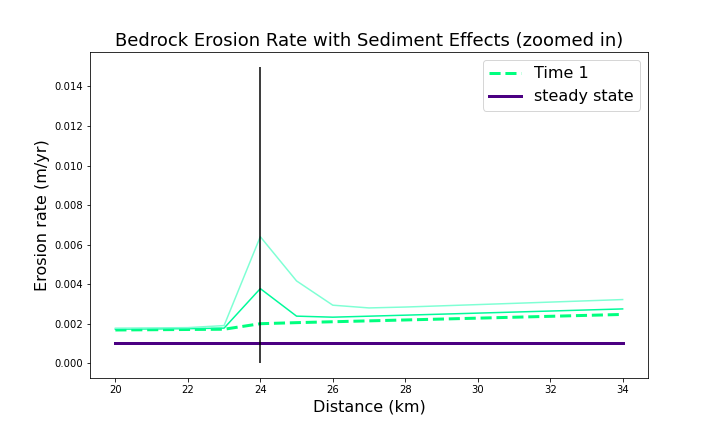 Bedrock Erosion Rate with Sediment Effects (zoomed in)
Time 1
steady state
0.014
0.012
0.010
0.008
0.006
0.004
0.002
0.000
Erosion rate (m/yr)
20 22 24 26 28 30 32 34
Distance (km)